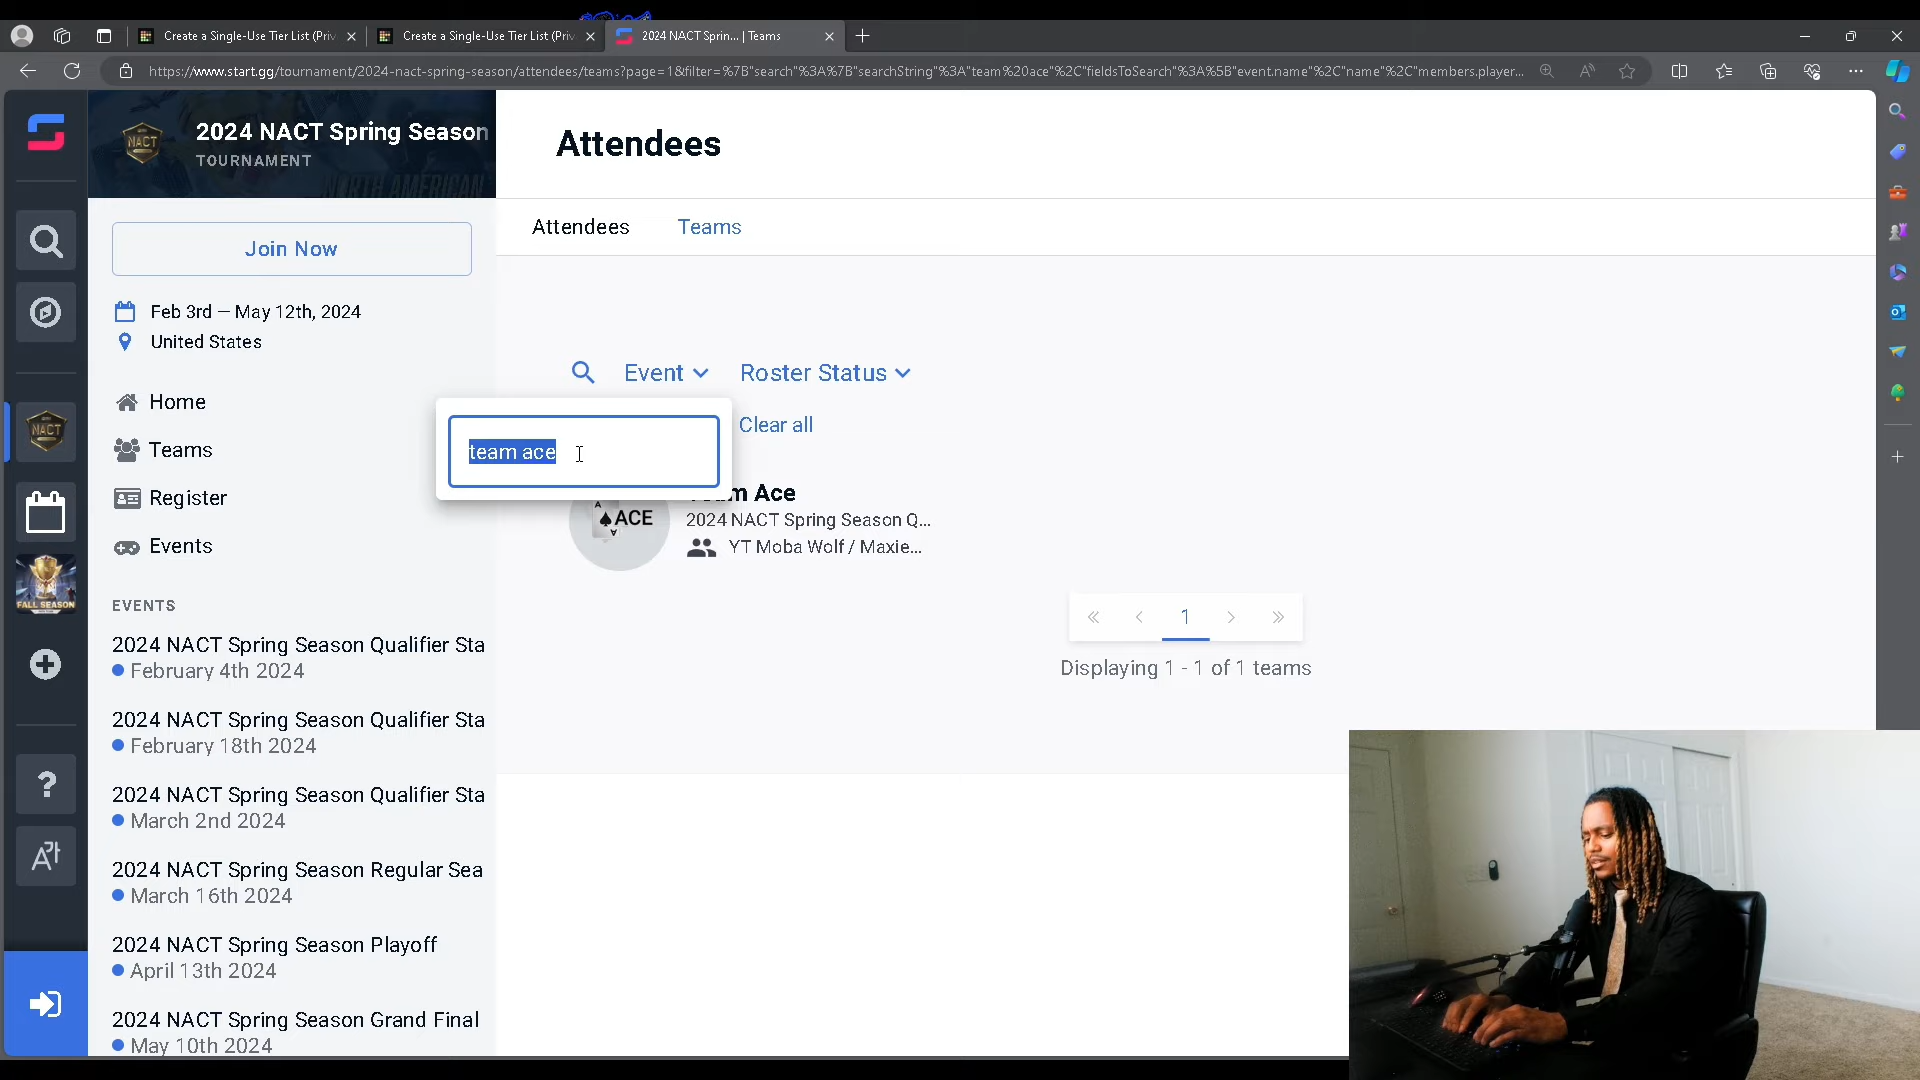 Create a Single-Use Tier List (Priv
Create a Single-Use Tier List (Priv
2024 NACT Sprin... | Teams
https://www.start.gg/tournament/2024-nact-spring-season/attendees/teams?page=1&filter=%7B"search"%3A%7B"searchString"%3A"team%20ace"%2C"fieldsToSearch"%3A%5B"event.name"%2C"name"%2C"members.player...
NACT
2024 NACT Spring Season
TOURNAMENT
NORTH AMERICAN
Join Now
Feb 3rd — May 12th, 2024
United States
Home
Teams
Register
Events
EVENTS
2024 NACT Spring Season Qualifier Sta
February 4th 2024
2024 NACT Spring Season Qualifier Sta
February 18th 2024
2024 NACT Spring Season Qualifier Sta
March 2nd 2024
2024 NACT Spring Season Regular Sea
March 16th 2024
2024 NACT Spring Season Playoff
April 13th 2024
2024 NACT Spring Season Grand Final
May 10th 2024
NACT
FALL SEASON
Attendees
Attendees
Teams
Event
Roster Status
team ace
Clear all
m Ace
2024 NACT Spring Season Q...
YT Moba Wolf / Maxie...
A
ACE
A
1
Displaying 1 - 1 of 1 teams